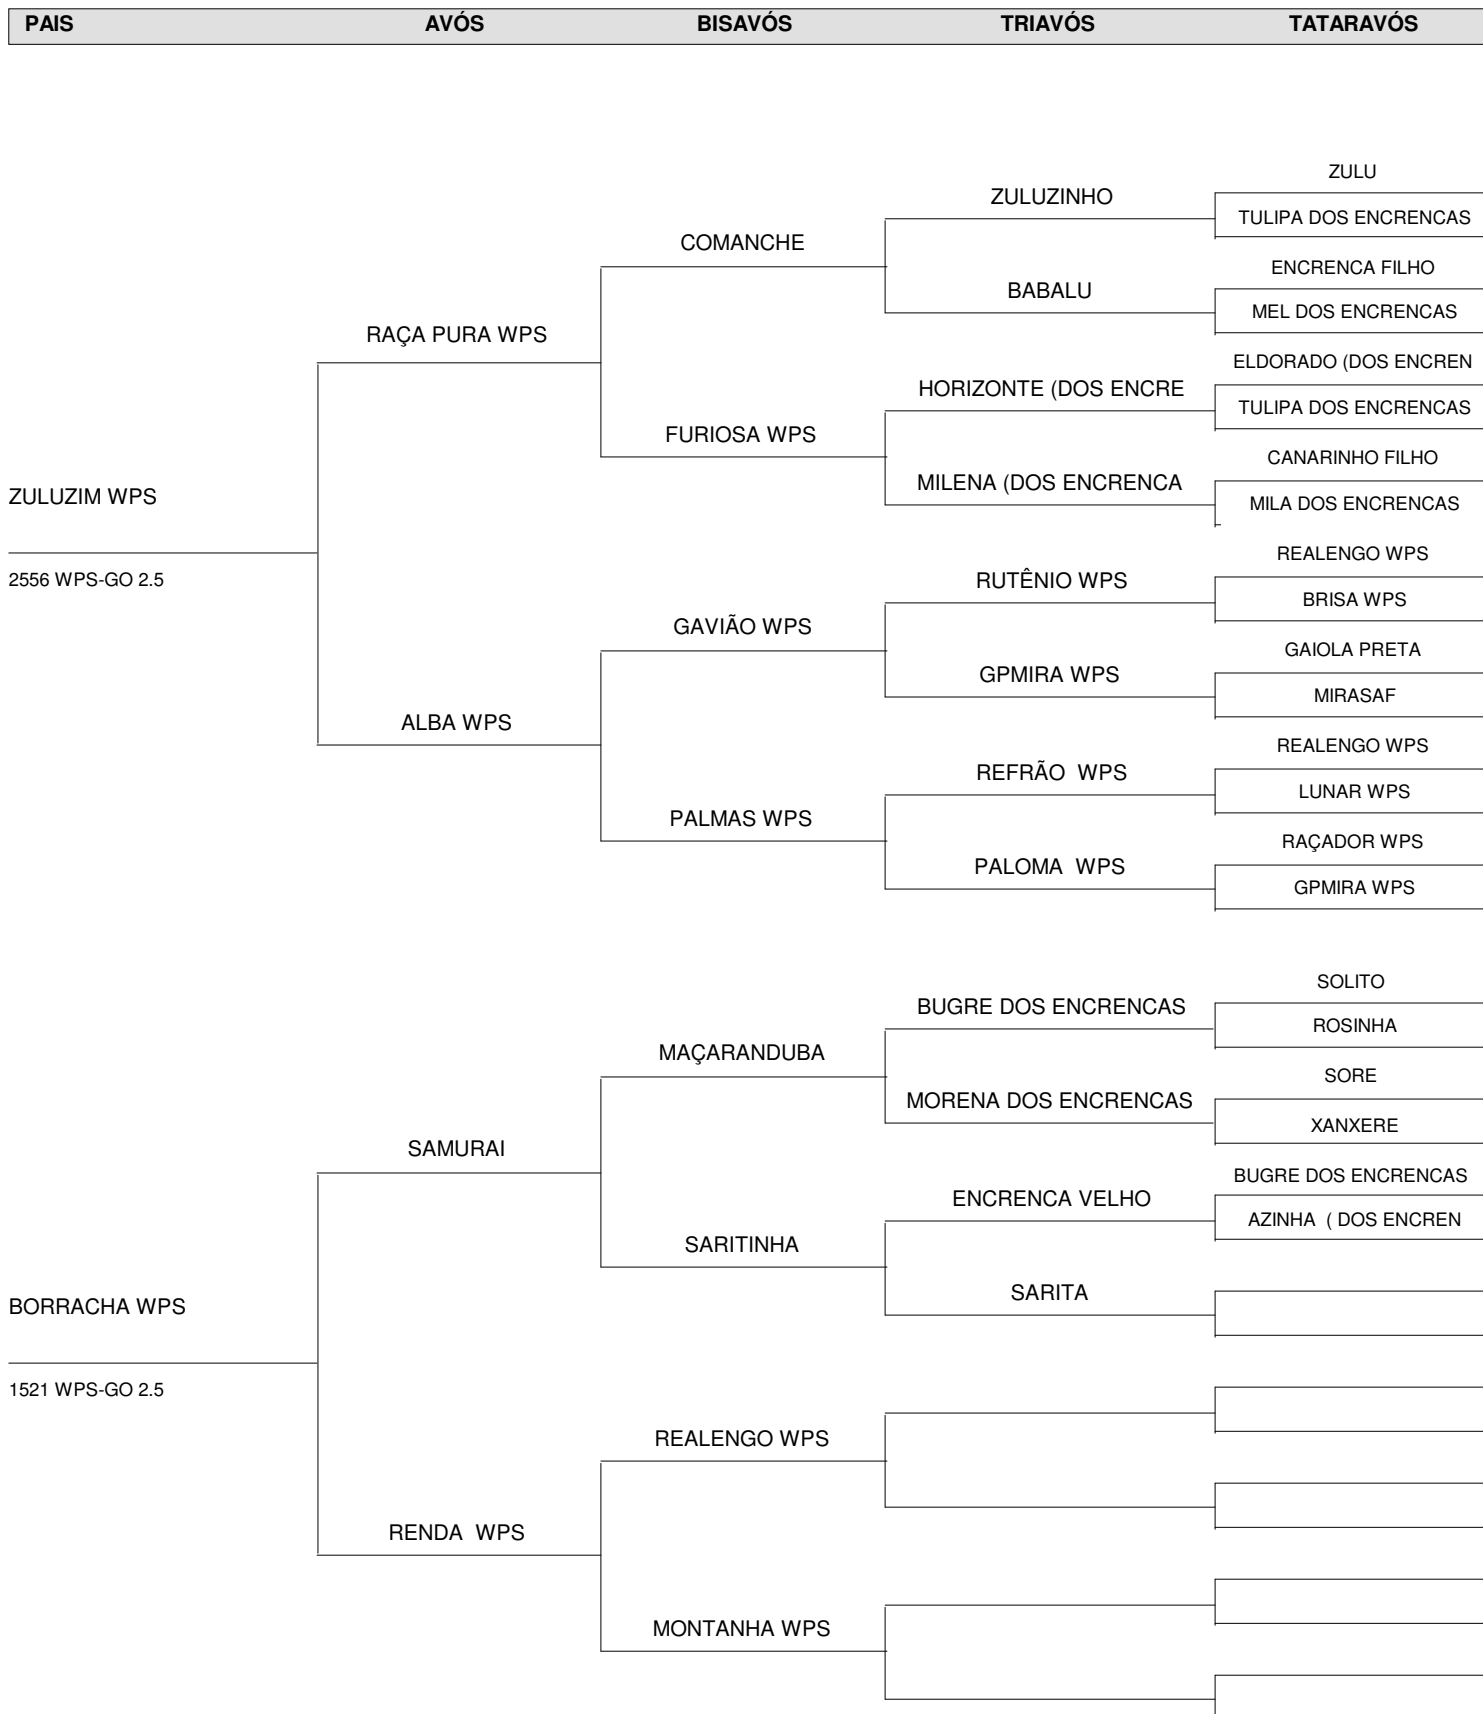 PAIS AVÓS BISAVÓS TRIAVÓS TATARAVÓS
ZULU
ZULUZINHO
TULIPA DOS ENCRENCAS
COMANCHE
ENCRENCA FILHO
BABALU
MEL DOS ENCRENCAS
RAÇA PURA WPS
ELDORADO (DOS ENCREN
HORIZONTE (DOS ENCRE
TULIPA DOS ENCRENCAS
FURIOSA WPS
CANARINHO FILHO
MILENA (DOS ENCRENCA
ZULUZIM WPS
MILA DOS ENCRENCAS
REALENGO WPS
2556 WPS-GO 2.5
RUTÊNIO WPS
BRISA WPS
GAVIÃO WPS
GAIOLA PRETA
GPMIRA WPS
MIRASAF
ALBA WPS
REALENGO WPS
REFRÃO WPS
LUNAR WPS
PALMAS WPS
RAÇADOR WPS
PALOMA WPS
GPMIRA WPS
SOLITO
BUGRE DOS ENCRENCAS
ROSINHA
MAÇARANDUBA
SORE
MORENA DOS ENCRENCAS
XANXERE
SAMURAI
BUGRE DOS ENCRENCAS
ENCRENCA VELHO
AZINHA ( DOS ENCREN
SARITINHA
SARITA
BORRACHA WPS
1521 WPS-GO 2.5
REALENGO WPS
RENDA WPS
MONTANHA WPS